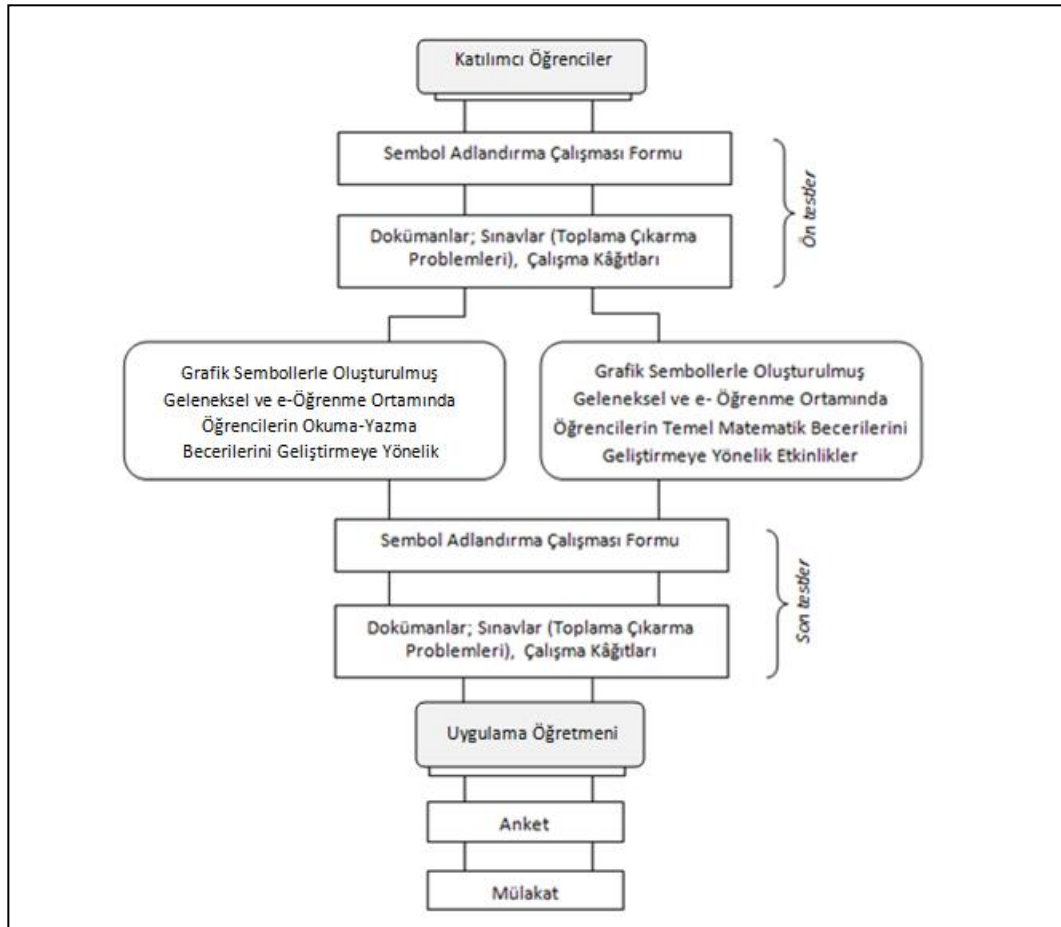 Katılımcı Öğrenciler
Sembol Adlandırma Çalışması Formu
Dokümanlar; Sınavlar (Toplama Çıkarma
Problemleri), Çalışma Kâğıtları
Ön testler
Grafik Sembollerle Oluşturulmuş
Geleneksel ve e-Öğrenme Ortamında
Öğrencilerin Okuma-Yazma
Becerilerini Geliştirmeye Yönelik
Grafik Sembollerle Oluşturulmuş
Geleneksel ve e- Öğrenme Ortamında
Öğrencilerin Temel Matematik Becerilerini
Geliştirmeye Yönelik Etkinlikler
Sembol Adlandırma Çalışması Formu
Dokümanlar; Sınavlar (Toplama Çıkarma
Problemleri), Çalışma Kâğıtları
Son testler
Uygulama Öğretmeni
Anket
Mülakat